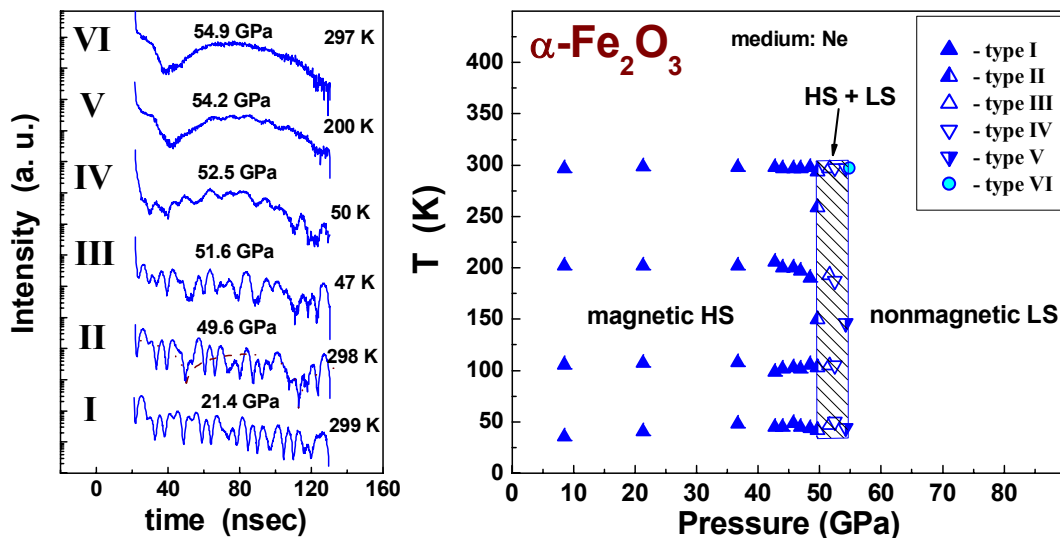 VI
54.9 GPa
297 K
V
54.2 GPa
200 K
IV
52.5 GPa
50 K
III
51.6 GPa
47 K
II
49.6 GPa
298 K
I
21.4 GPa
299 K
Intensity (a. u.)
0 40 80 120 160
time (nsec)
α-Fe₂O₃
medium: Ne
HS + LS
- type I
- type II
- type III
- type IV
- type V
- type VI
magnetic HS
nonmagnetic LS
T (K)
400
350
300
250
200
150
100
50
0
0 10 20 30 40 50 60 70 80
Pressure (GPa)